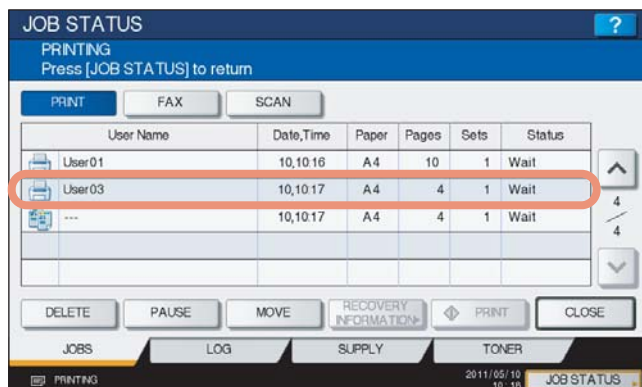 JOB STATUS ?
PRINTING
Press [JOB STATUS] to return
PRINT FAX SCAN
User Name Date,Time Paper Pages Sets Status
User01 10,10:16 A4 10 1 Wait
User03 10,10:17 A4 4 1 Wait
--- 10,10:17 A4 4 1 Wait
4
4
DELETE PAUSE MOVE RECOVERY INFORMATION PRINT CLOSE
JOBS LOG SUPPLY TONER
PRINTING 2011/05/10
10:18 JOB STATUS